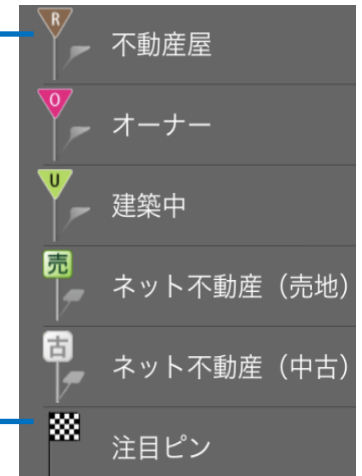 R
不動産屋
O
オーナー
U
建築中
売
ネット不動産（売地）
古
ネット不動産（中古）
注目ピン